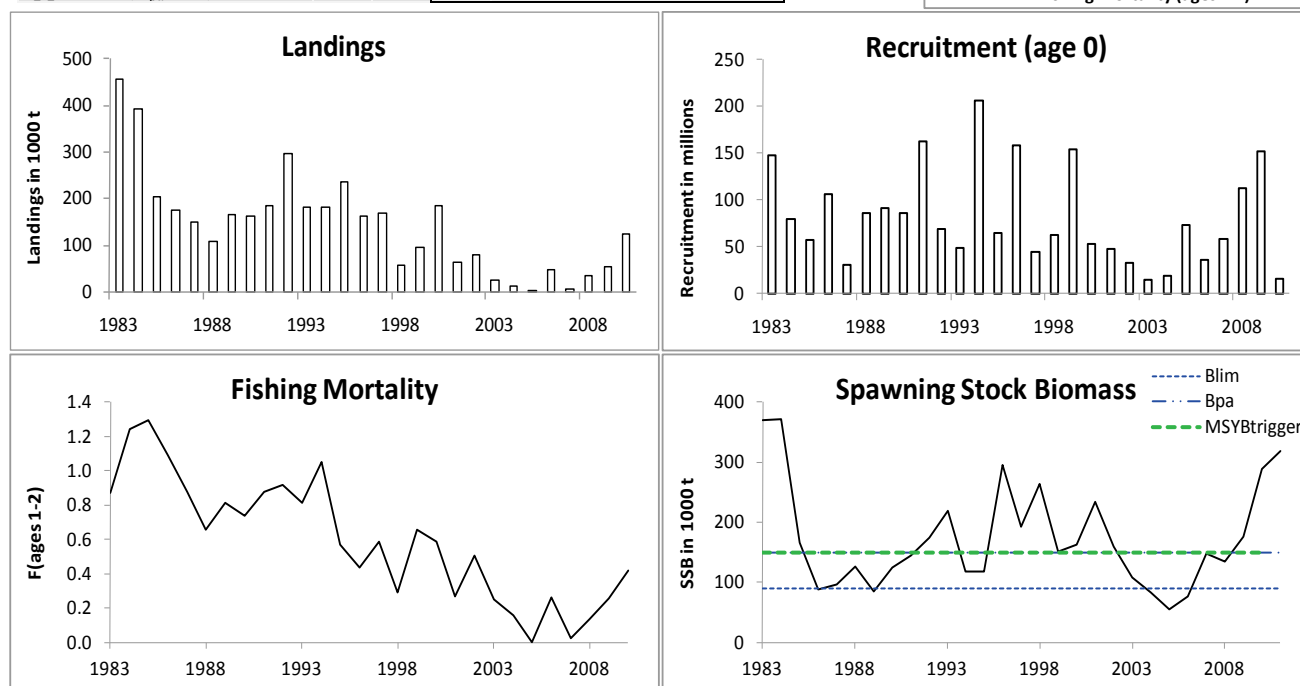 Landings
Landings in 1000 t
500
400
300
200
100
0
1983 1988 1993 1998 2003 2008
Recruitment (age 0)
Recruitment in millions
250
200
150
100
50
0
1983 1988 1993 1998 2003 2008
Fishing Mortality
F(ages 1-2)
1.4
1.2
1.0
0.8
0.6
0.4
0.2
0.0
1983 1988 1993 1998 2003 2008
Spawning Stock Biomass
Blim
Bpa
MSYBtrigger
SSB in 1000 t
400
300
200
100
0
1983 1988 1993 1998 2003 2008